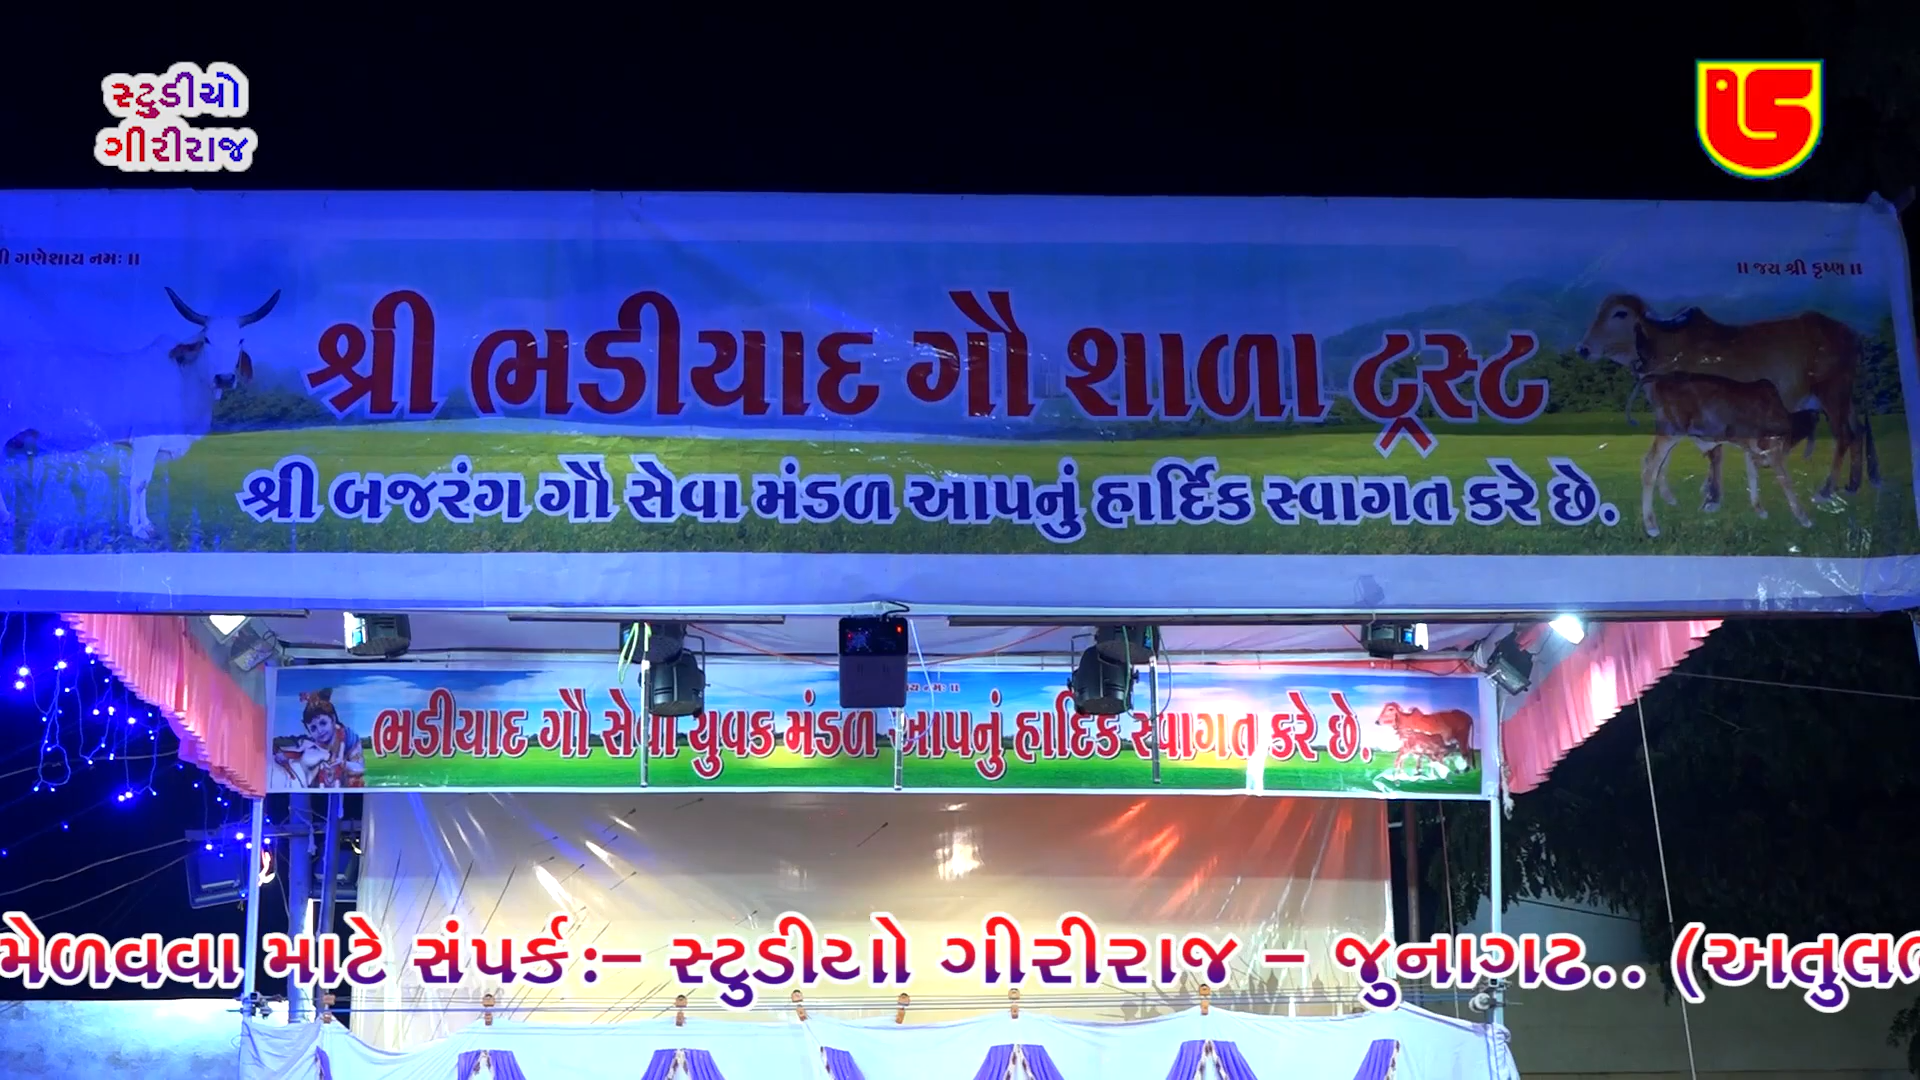 સ્ટુડીયો
ગીરીરાજ
ગણેશાય નમઃ ॥
॥ જય શ્રી કૃષ્ણ ॥
શ્રી ભડીયાદ ગૌ શાળા ટ્રસ્ટ
શ્રી બજરંગ ગૌ સેવા મંડળ આપનું હાર્દિક સ્વાગત કરે છે.
ભડીયાદ ગૌ સેવા યુવક મંડળ આપનું હાર્દિક સ્વાગત કરે છે.
મેળવવા માટે સંપર્ક:- સ્ટુડીયો ગીરીરાજ - જુનાગઢ.. (અતુલભ